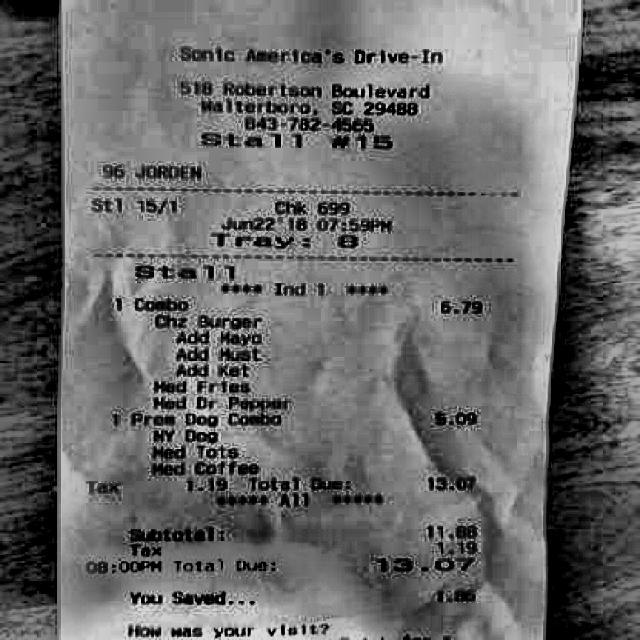 Sonic America's Drive-In
518 Robertson Boulevard
Walterboro, SC 29488
843-782-4565
Stall #15
96 JORDEN
Stl 15/1 Chk 699
Jun22'16 07:59PM
Tray: 8
Stall
**** Ind 1 ****
1 Combo 6.79
Chz Burger
Add Mayo
Add Must
Add Ket
Med Fries
Med Dr Pepper
1 Prem Dog Combo 5.09
NY Dog
Med Tots
Med Coffee
Tax 1.19 Total Due: 13.07
***** All *****
Subtotal: 11.88
Tax 1.19
08:00PM Total Due: 13.07
You Saved...
How was your visit?